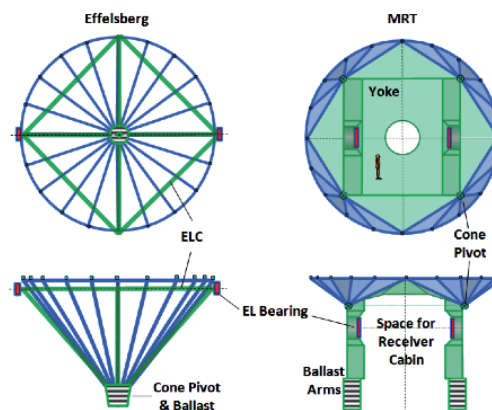 Effelsberg
MRT
Yoke
ELC
Cone
Pivot
EL Bearing
Space for
Receiver
Cabin
Ballast
Arms
Cone Pivot
& Ballast